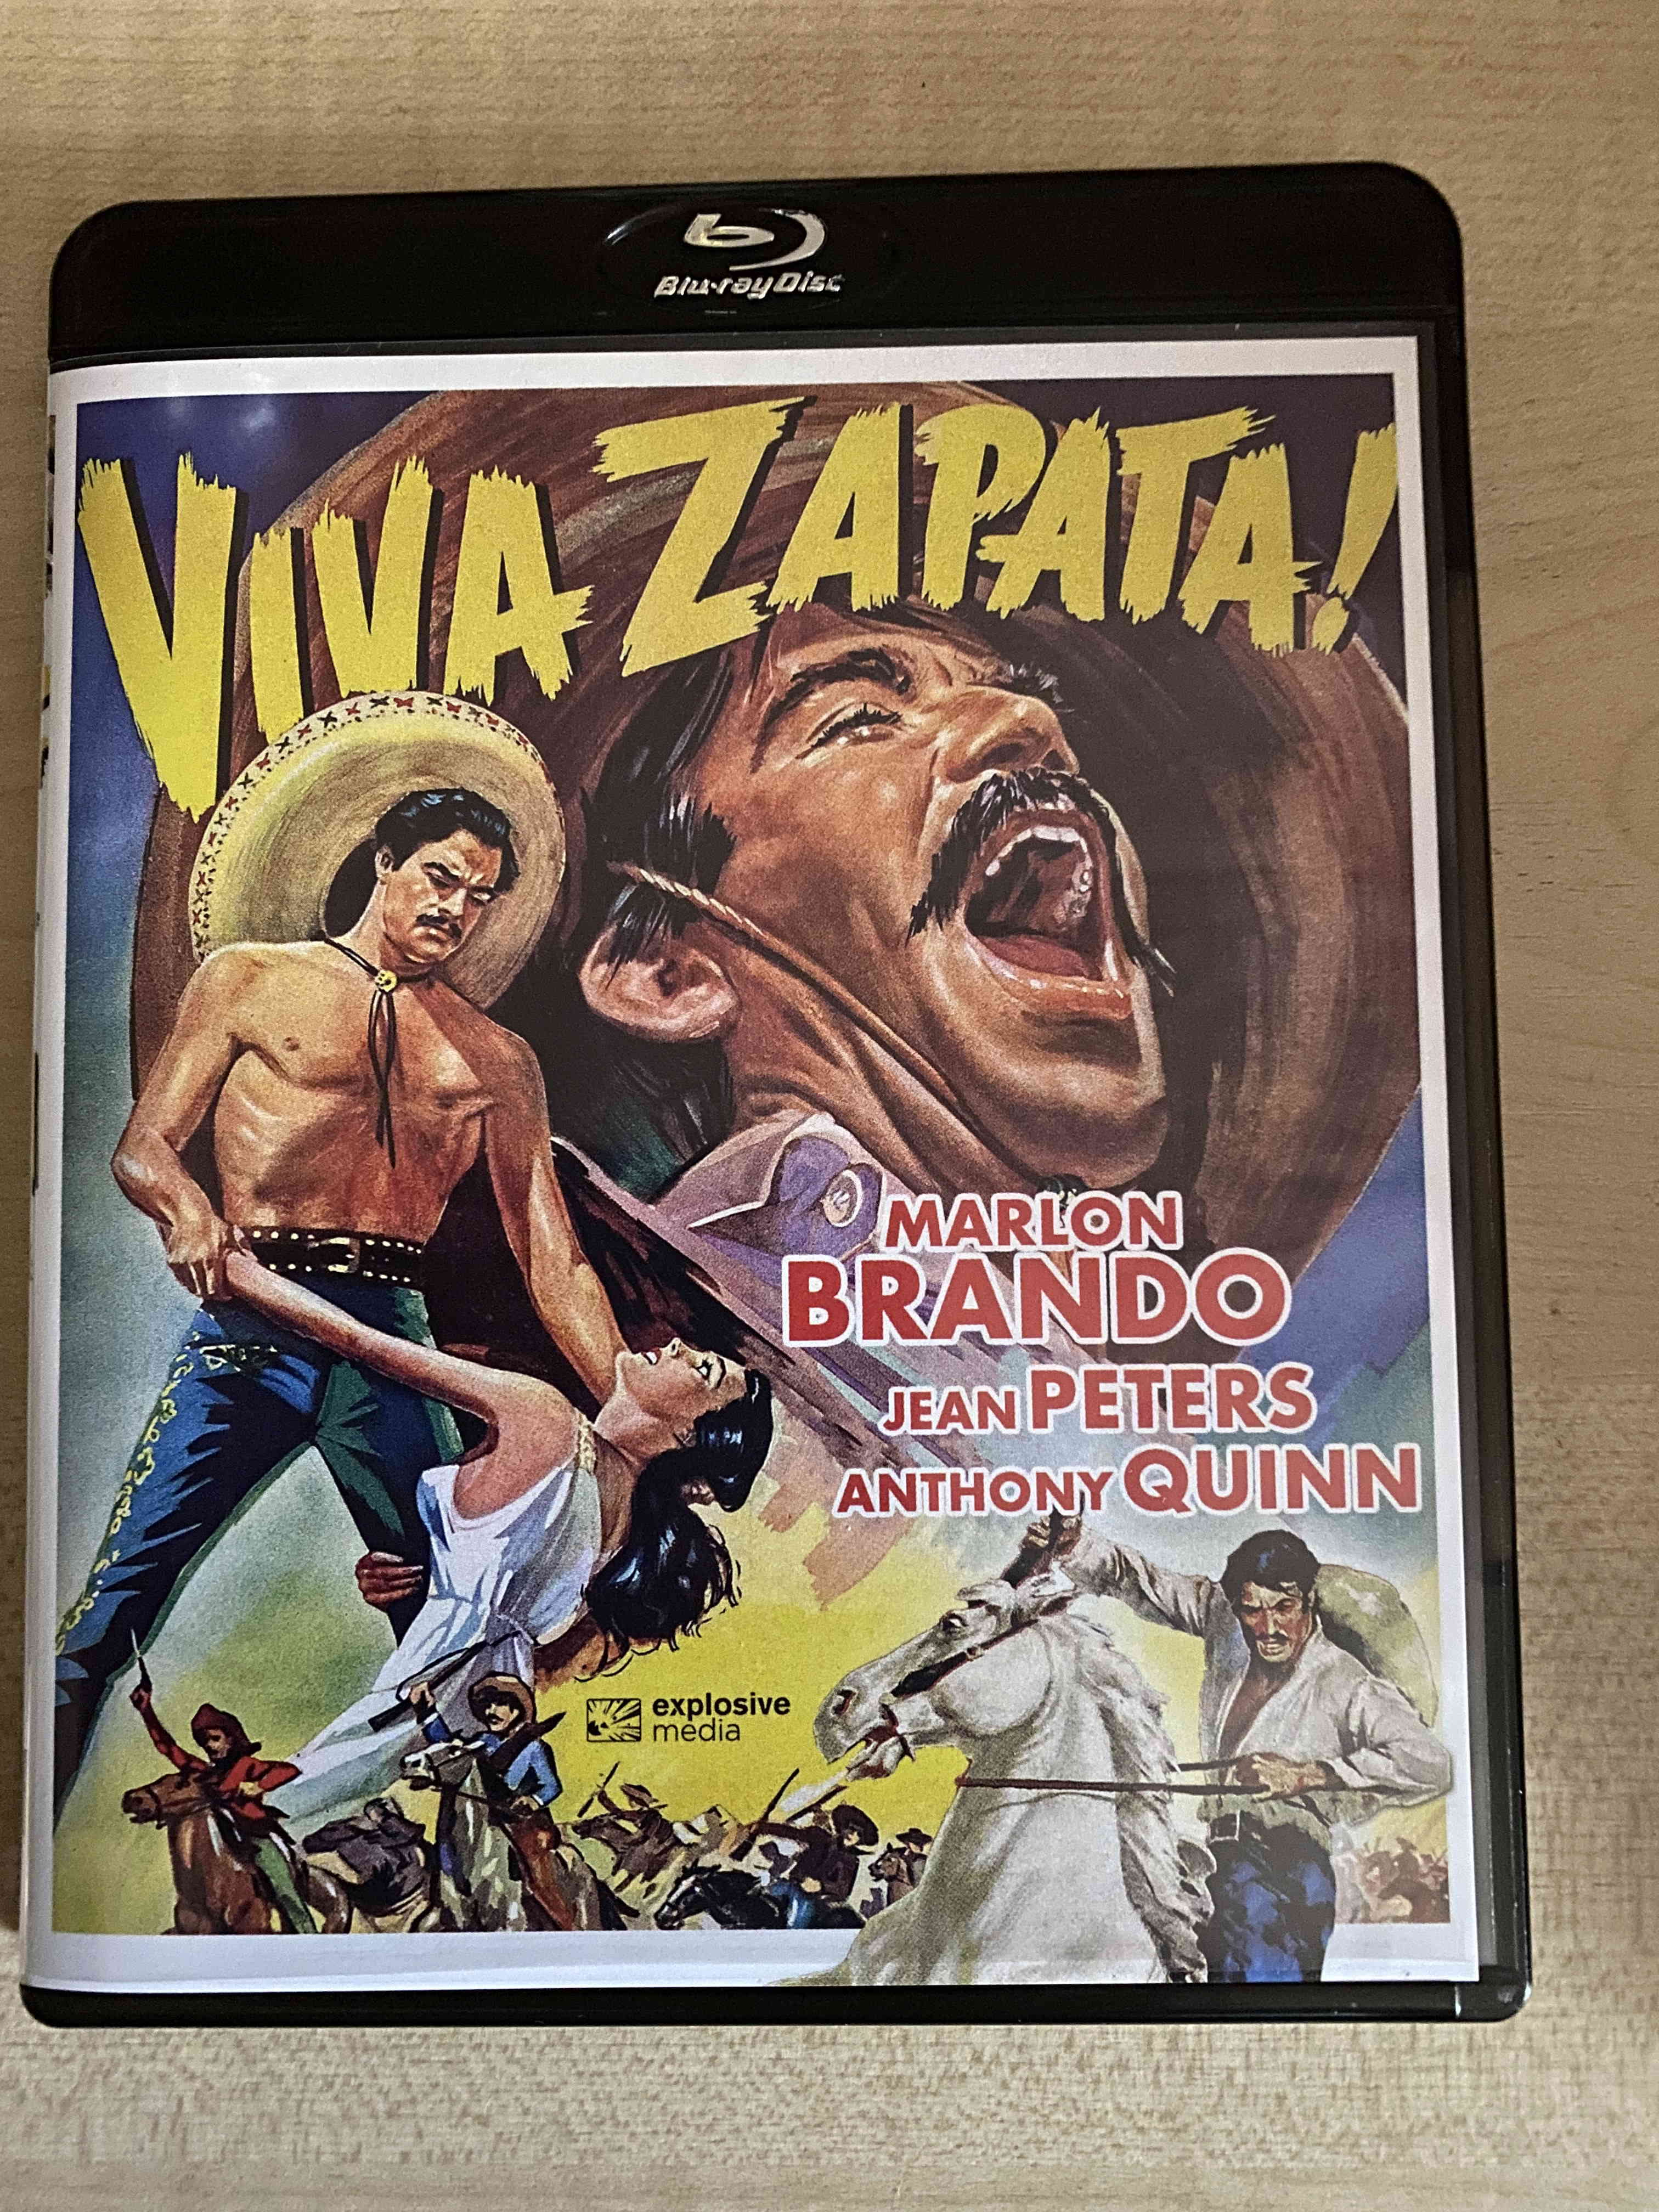 Blu-ray Disc
VIVA ZAPATA!
MARLON
BRANDO
JEAN PETERS
ANTHONY QUINN
explosive
media